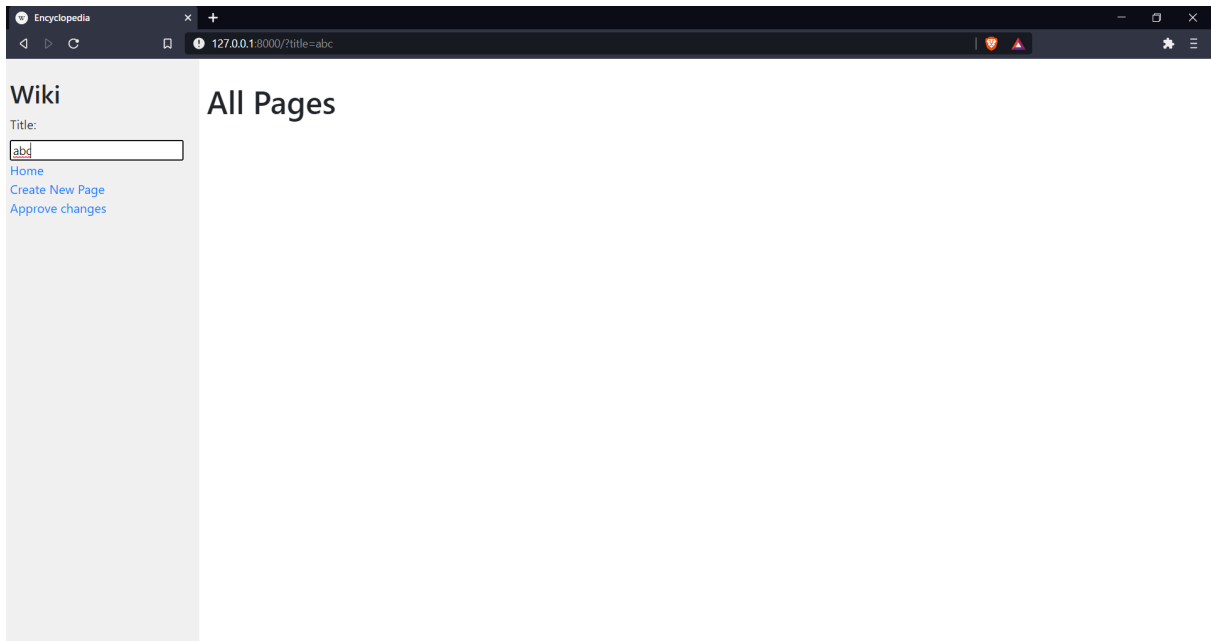 Encyclopedia
127.0.0.1:8000/?title=abc
Wiki
Title:
abc
Home
Create New Page
Approve changes
All Pages